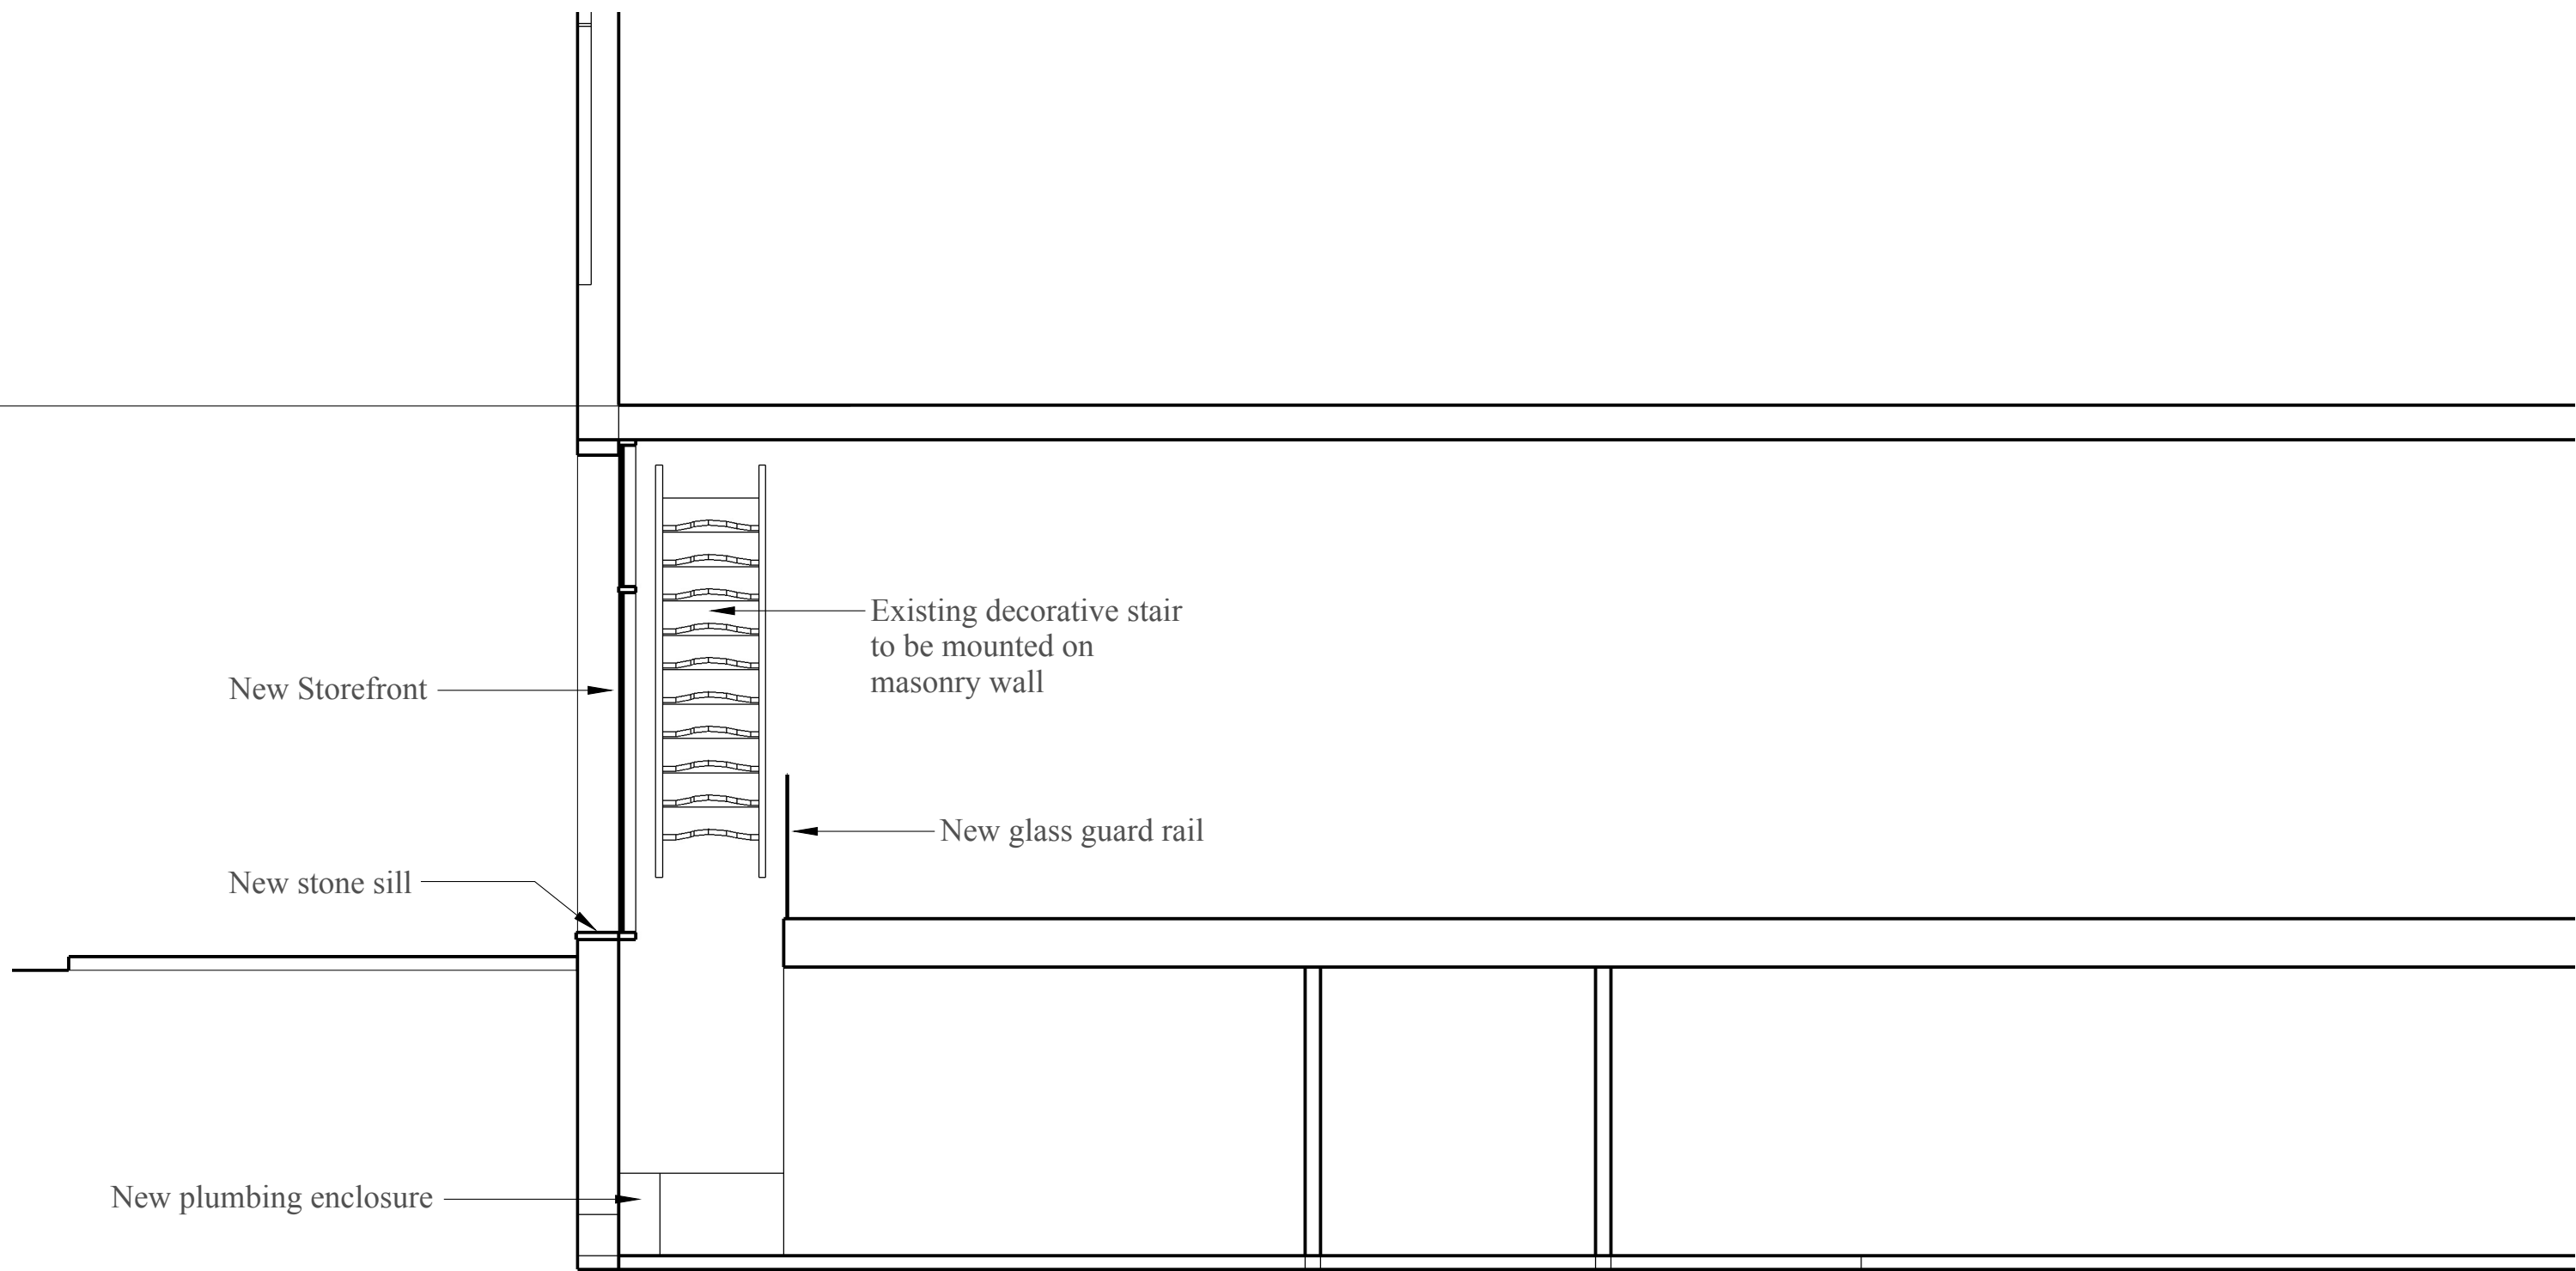 Existing decorative stair
to be mounted on
masonry wall
New Storefront
New glass guard rail
New stone sill
New plumbing enclosure